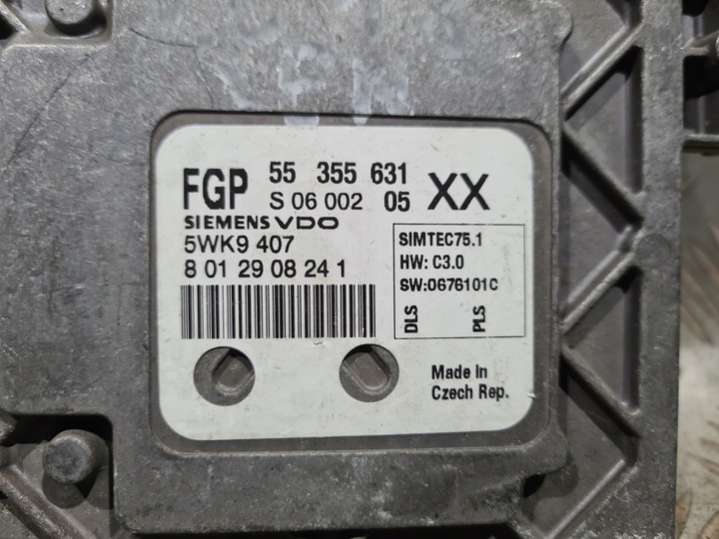 FGP 55 355 631 XX
S 06 002 05
SIEMENS VDO
5WK9 407
8 01 29 08 24 1
SIMTEC75.1
HW: C3.0
SW:0676101C
DLS
PLS
Made In
Czech Rep.